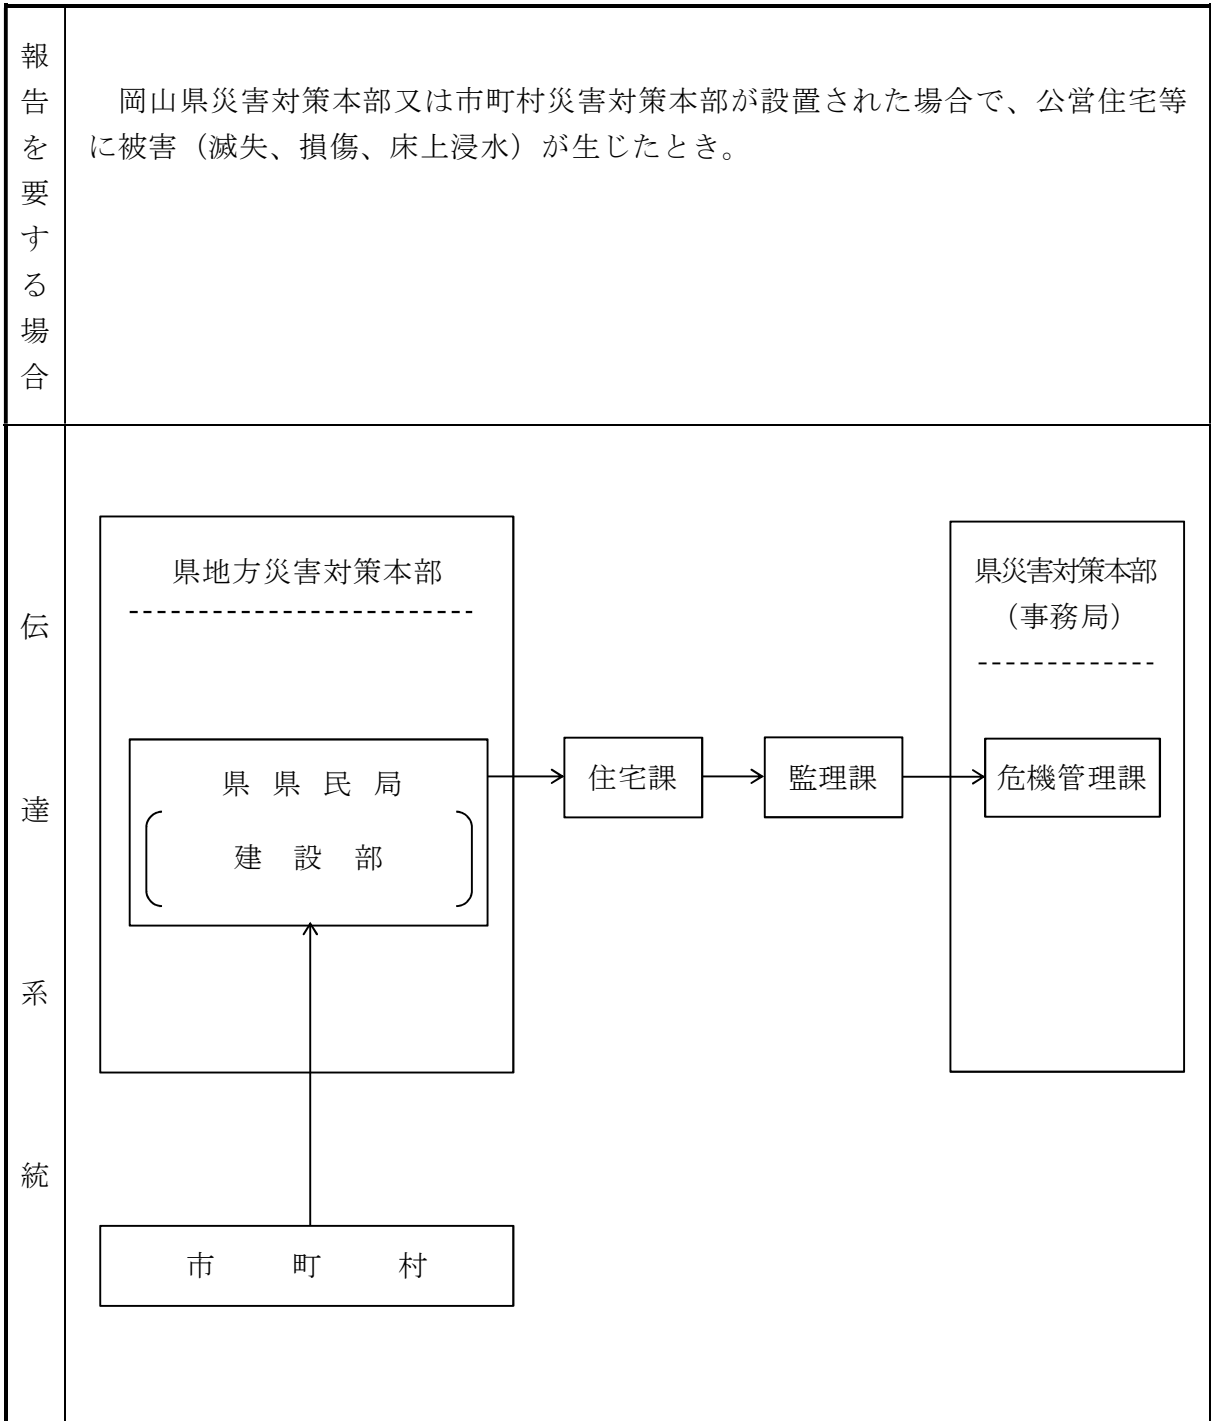 報告を要する場合
岡山県災害対策本部又は市町村災害対策本部が設置された場合で、公営住宅等
に被害（滅失、損傷、床上浸水）が生じたとき。
伝達系統
県地方災害対策本部
県災害対策本部
（事務局）
県県民局
建設部
住宅課
監理課
危機管理課
市町村